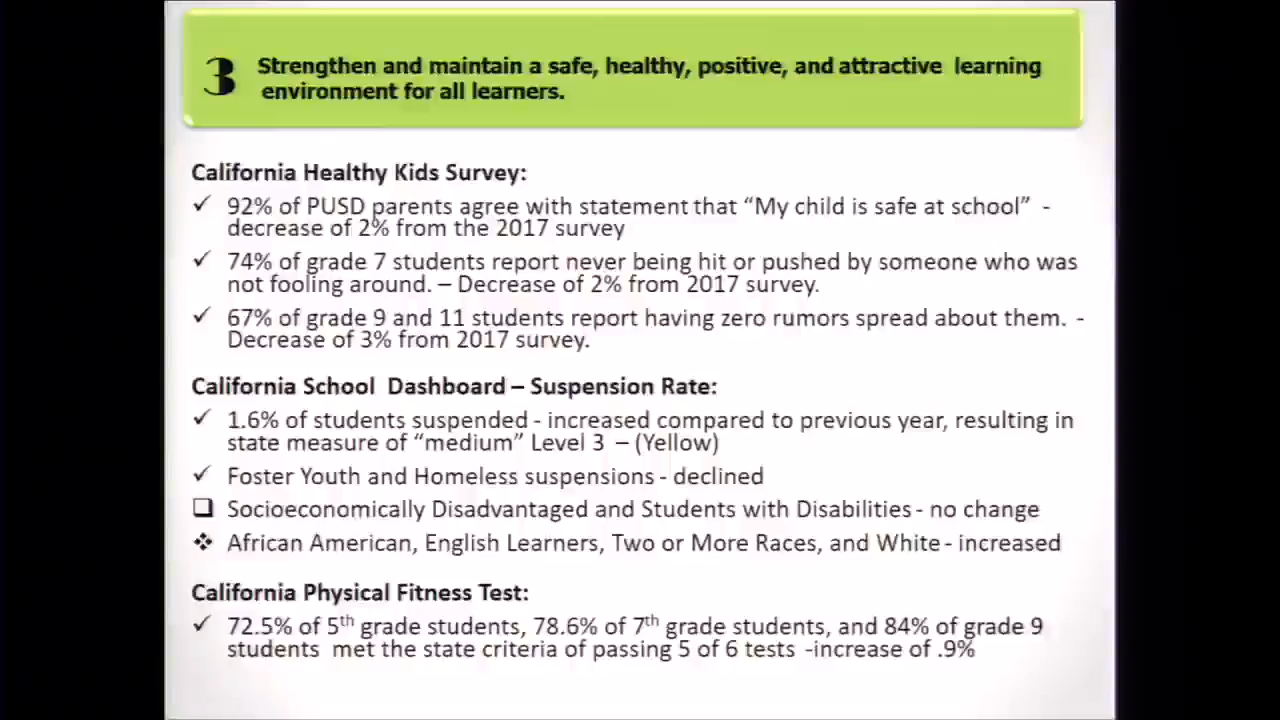 3 Strengthen and maintain a safe, healthy, positive, and attractive learning
environment for all learners.
California Healthy Kids Survey:
✓ 92% of PUSD parents agree with statement that “My child is safe at school” -
decrease of 2% from the 2017 survey
✓ 74% of grade 7 students report never being hit or pushed by someone who was
not fooling around. – Decrease of 2% from 2017 survey.
✓ 67% of grade 9 and 11 students report having zero rumors spread about them. -
Decrease of 3% from 2017 survey.
California School Dashboard – Suspension Rate:
✓ 1.6% of students suspended - increased compared to previous year, resulting in
state measure of “medium” Level 3 – (Yellow)
✓ Foster Youth and Homeless suspensions - declined
❑ Socioeconomically Disadvantaged and Students with Disabilities - no change
❖ African American, English Learners, Two or More Races, and White - increased
California Physical Fitness Test:
✓ 72.5% of 5th grade students, 78.6% of 7th grade students, and 84% of grade 9
students met the state criteria of passing 5 of 6 tests -increase of .9%